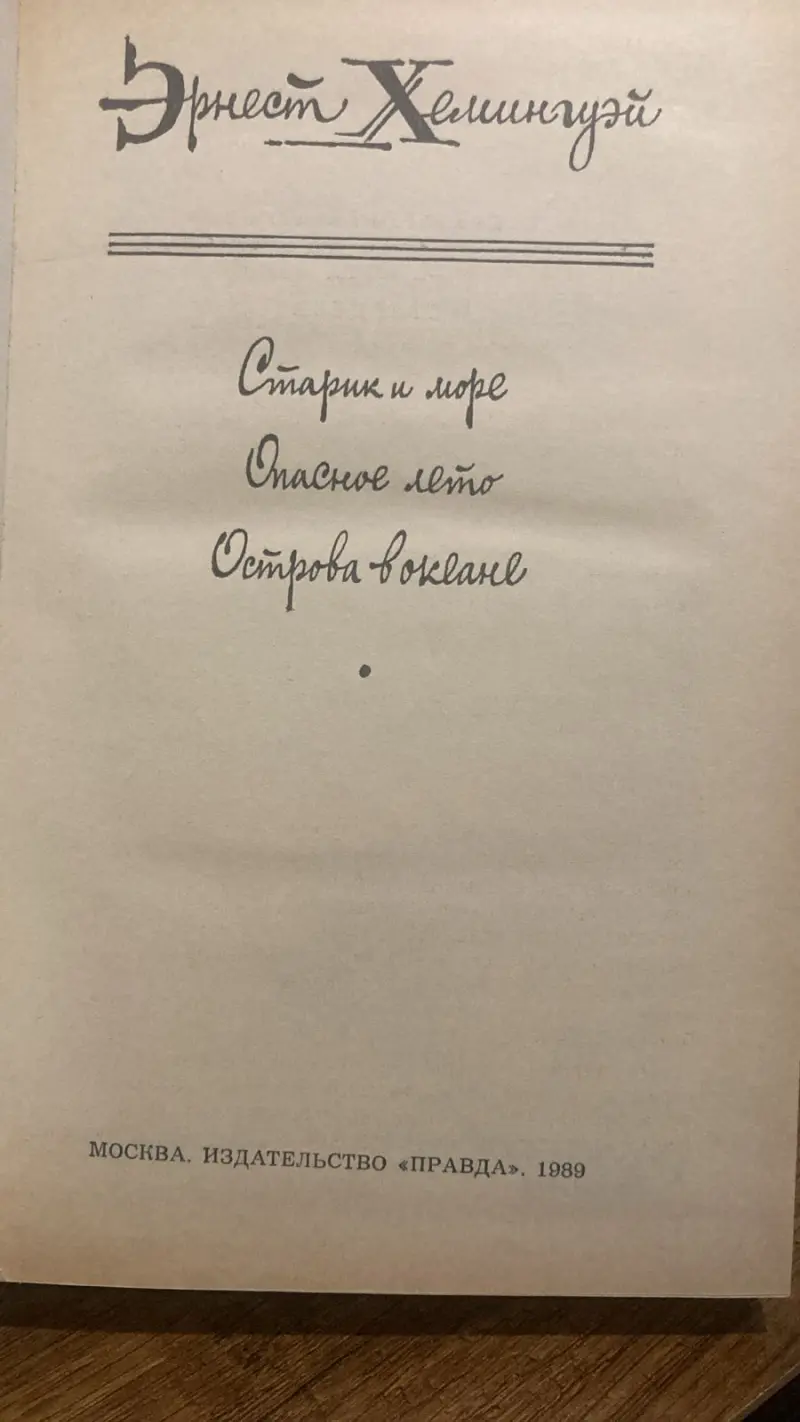 Эрнест Хемингуэй
Старик и море
Опасное лето
Острова в океане
МОСКВА. ИЗДАТЕЛЬСТВО «ПРАВДА». 1989